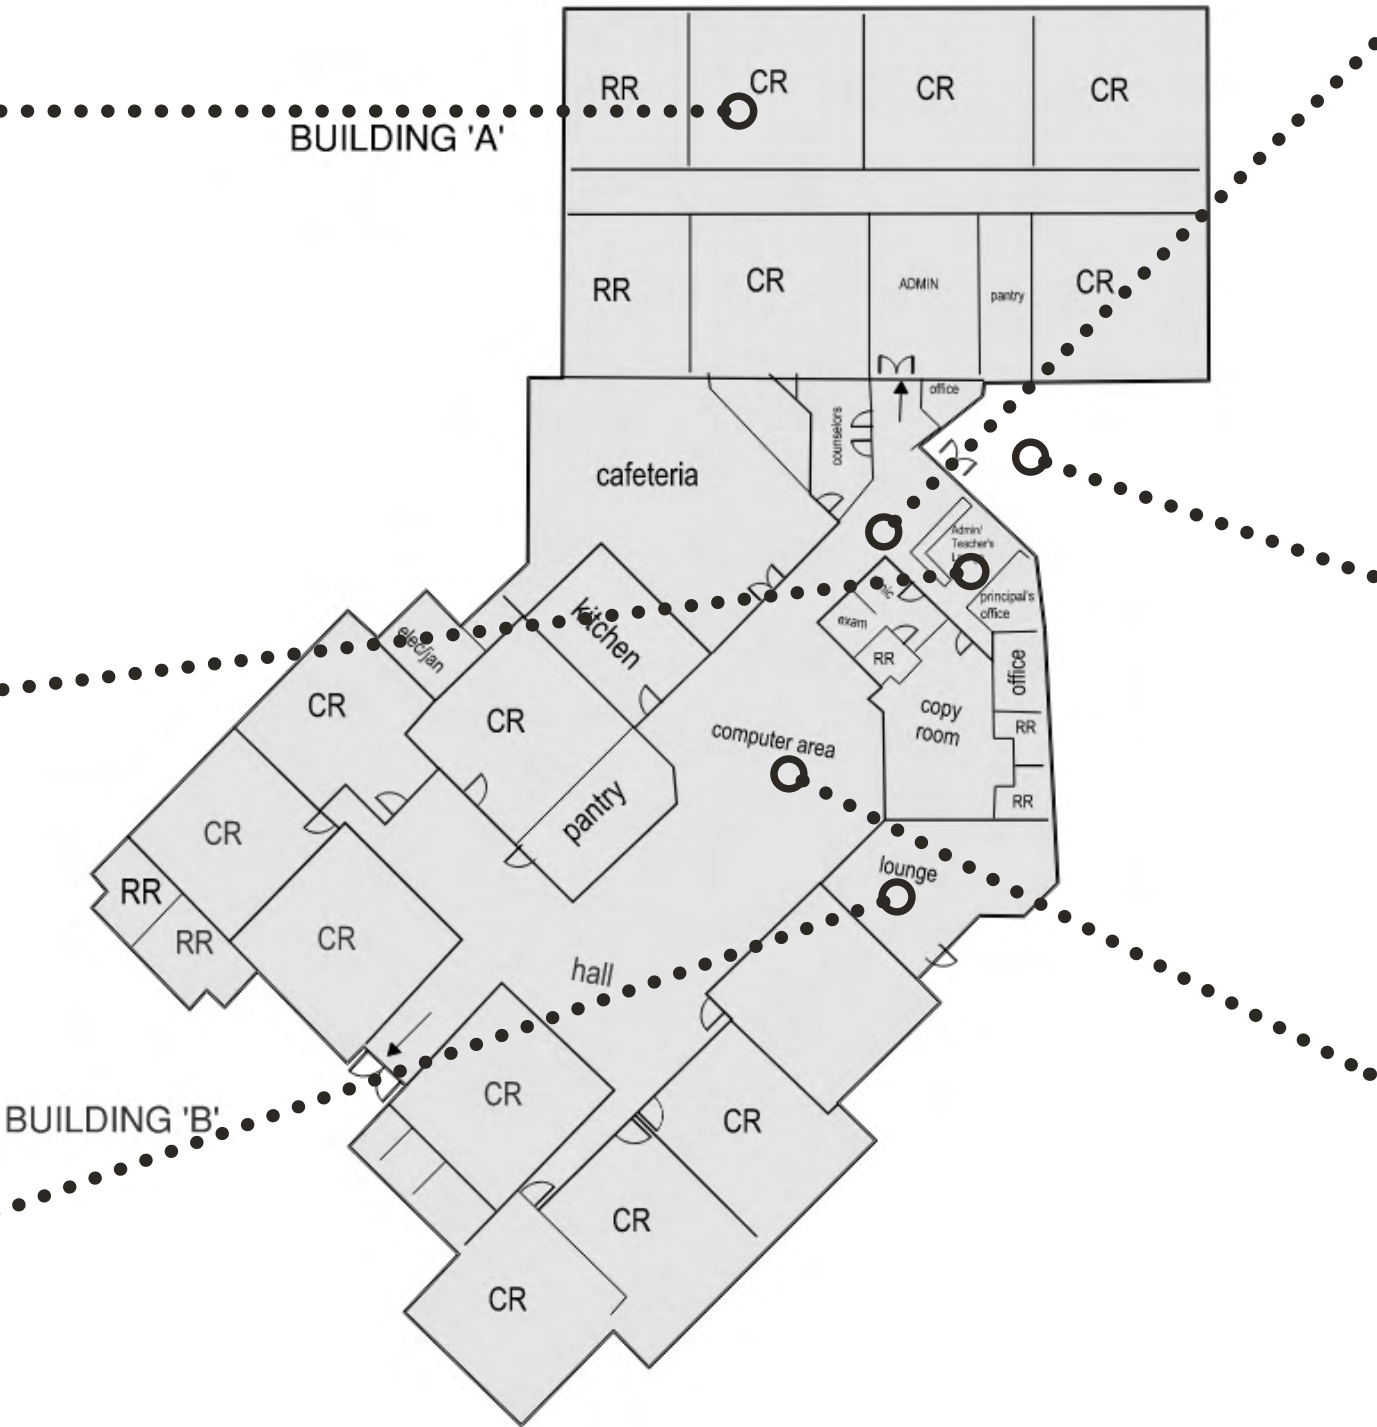 RR
CR
CR
CR
BUILDING 'A'
RR
CR
ADMIN
pantry
CR
office
counselors
cafeteria
Admin/
Teacher's
principal's
office
exam
kitchen
elec/jan
RR
office
CR
CR
copy
room
RR
computer area
RR
pantry
CR
lounge
RR
RR
CR
hall
CR
BUILDING 'B'
CR
CR
CR